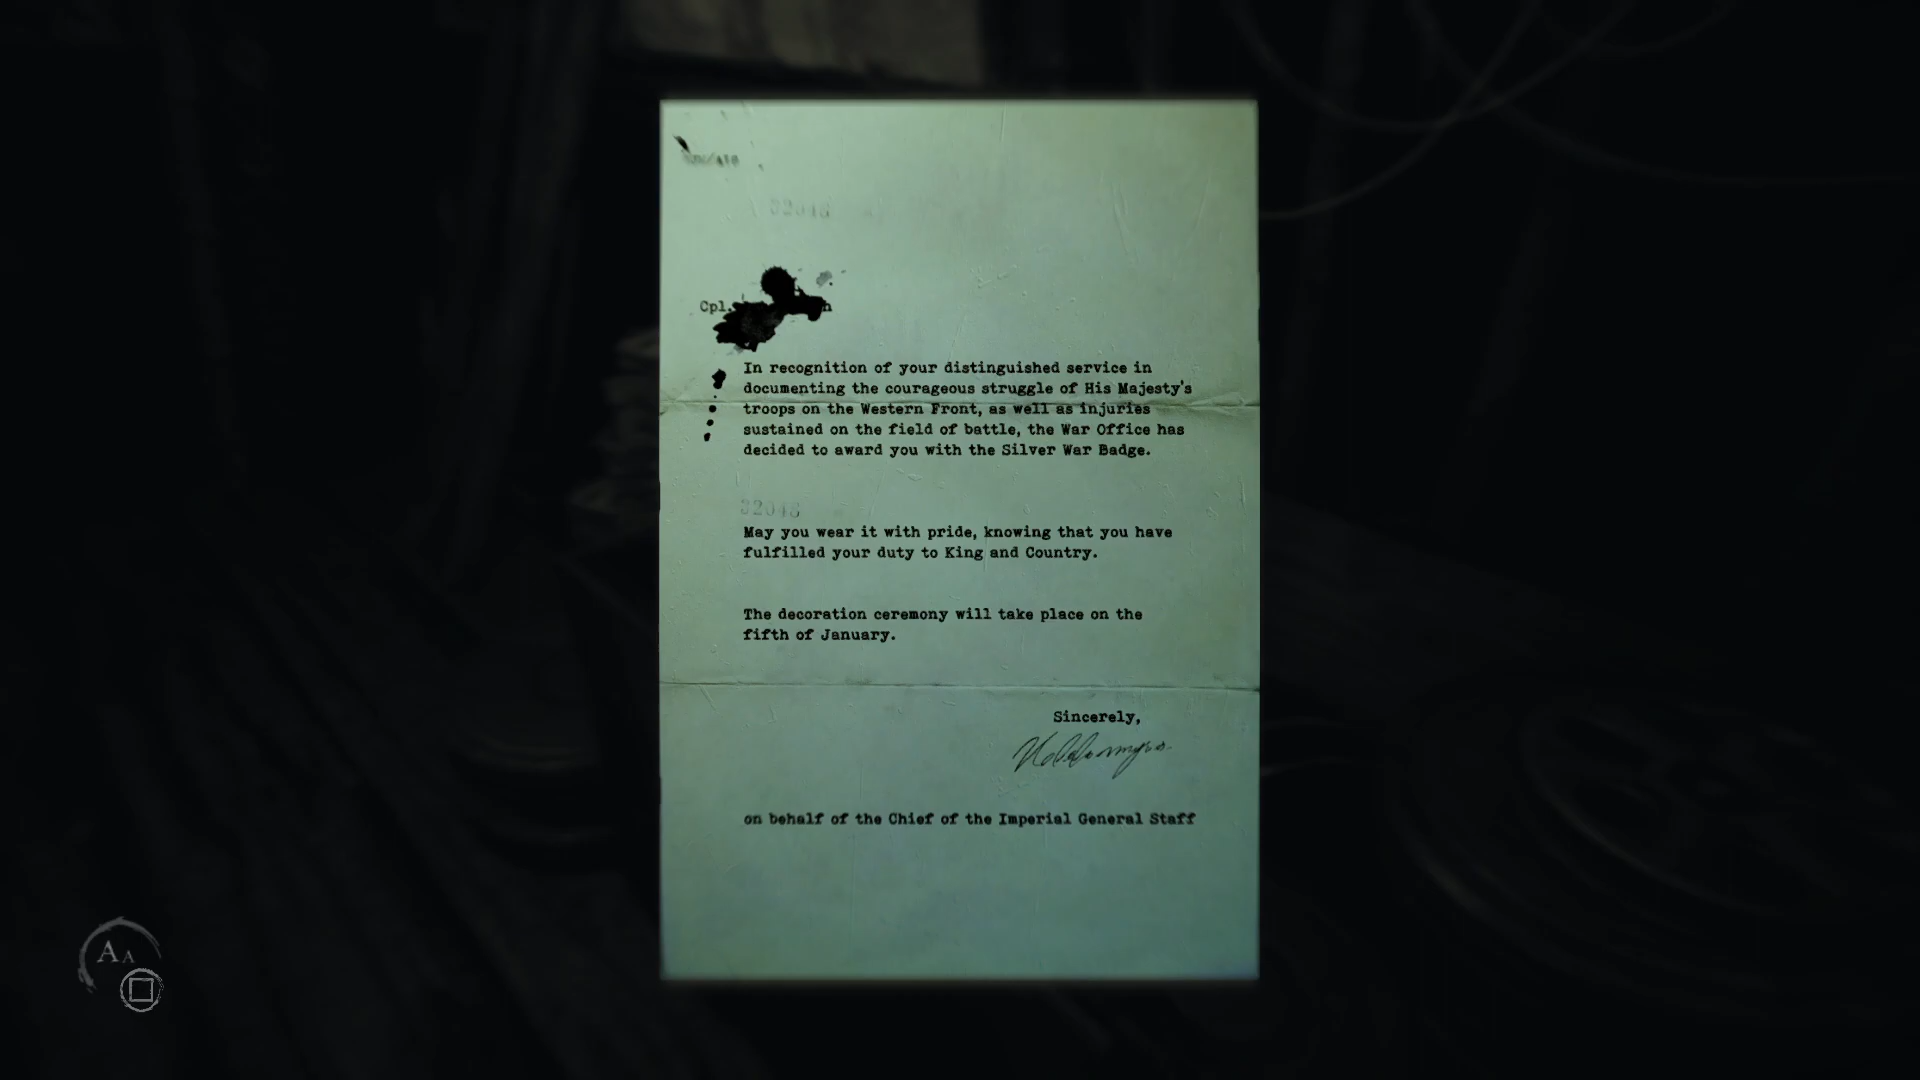 32048
Cpl.
In recognition of your distinguished service in
documenting the courageous struggle of His Majesty's
troops on the Western Front, as well as injuries
sustained on the field of battle, the War Office has
decided to award you with the Silver War Badge.
32048
May you wear it with pride, knowing that you have
fulfilled your duty to King and Country.
The decoration ceremony will take place on the
fifth of January.
Sincerely,
on behalf of the Chief of the Imperial General Staff
A A